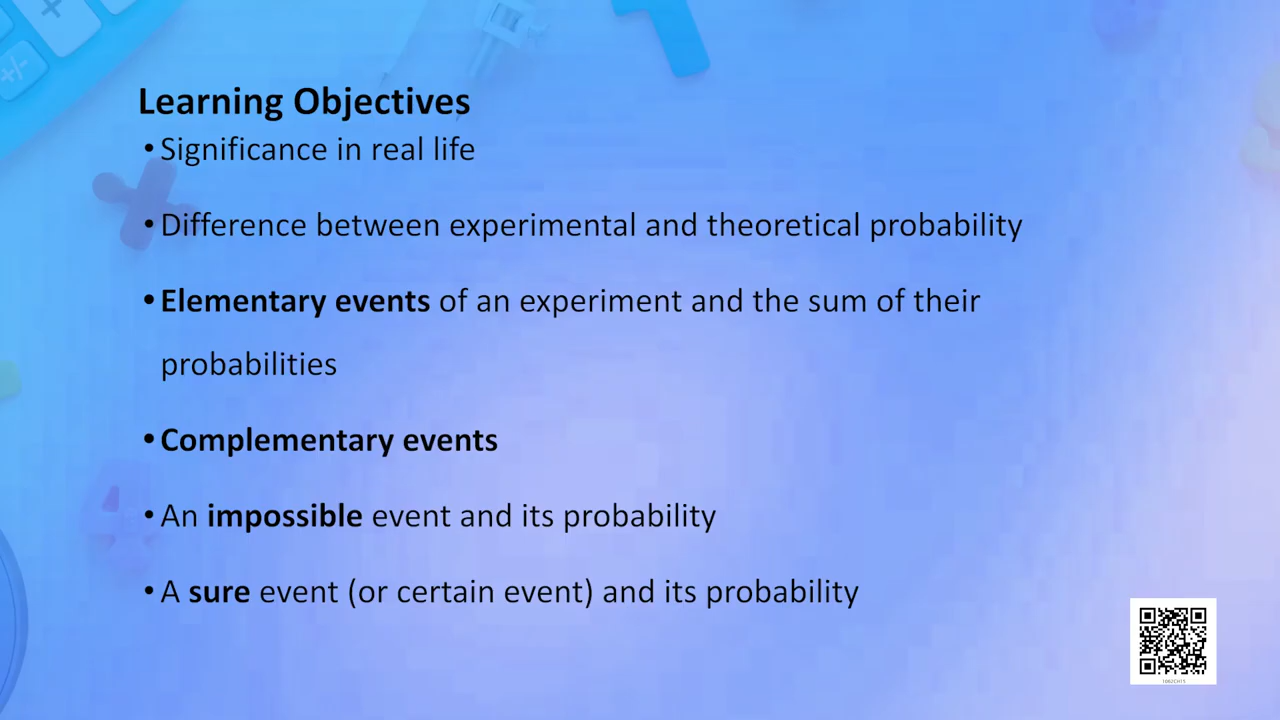 Learning Objectives
• Significance in real life
• Difference between experimental and theoretical probability
• Elementary events of an experiment and the sum of their
probabilities
• Complementary events
• An impossible event and its probability
• A sure event (or certain event) and its probability